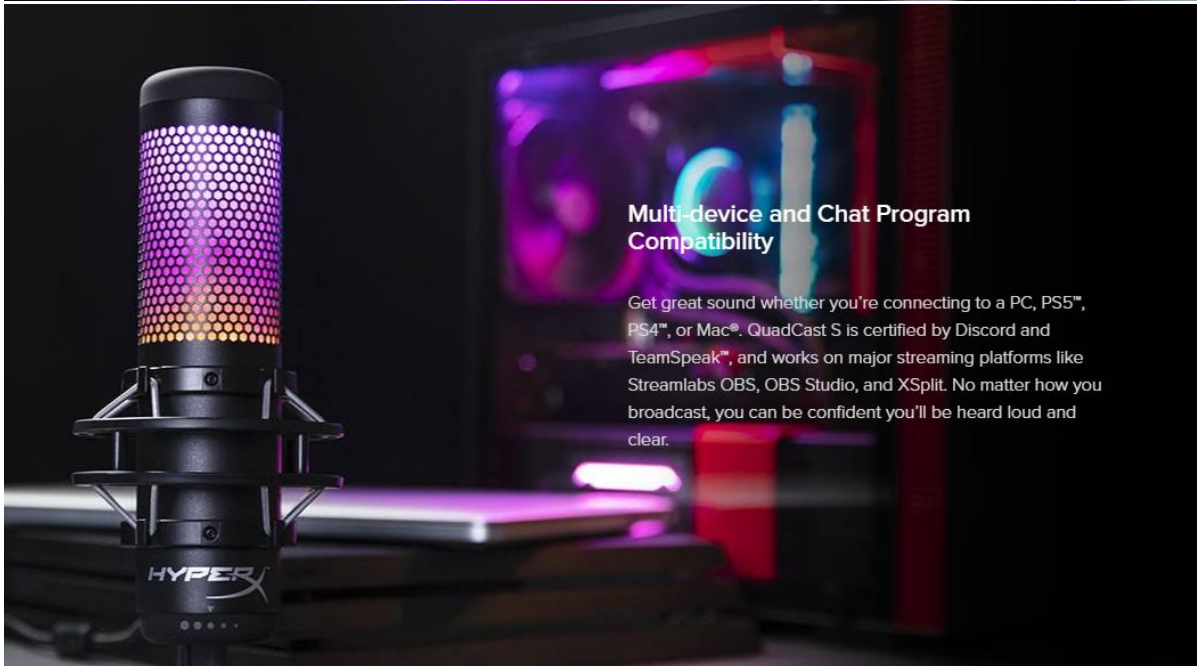 Multi-device and Chat Program
Compatibility
Get great sound whether you're connecting to a PC, PS5™,
PS4™, or Mac®. QuadCast S is certified by Discord and
TeamSpeak™, and works on major streaming platforms like
Streamlabs OBS, OBS Studio, and XSplit. No matter how you
broadcast, you can be confident you'll be heard loud and
clear.
HYPERX